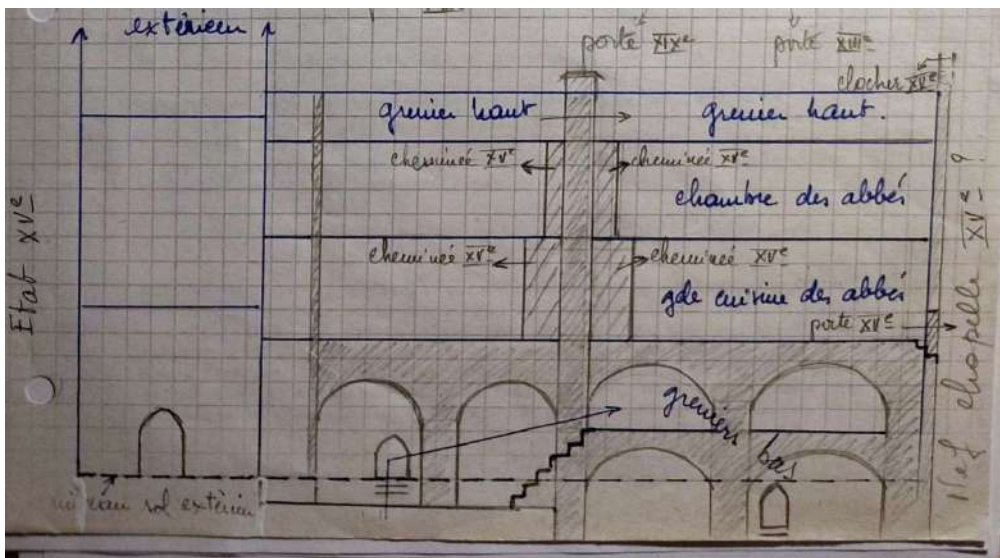 extérieur
porte XIXe
porte XIIIe
clocher XVe
grenier haut
grenier haut.
cheminée XVe
cheminée XVe
chambre des abbés
cheminée XVe
cheminée XVe
gde cuisine des abbés
porte XVe
greniers
bas
niveau sol extérieur
Etat XVe
Nef chapelle XVe ?